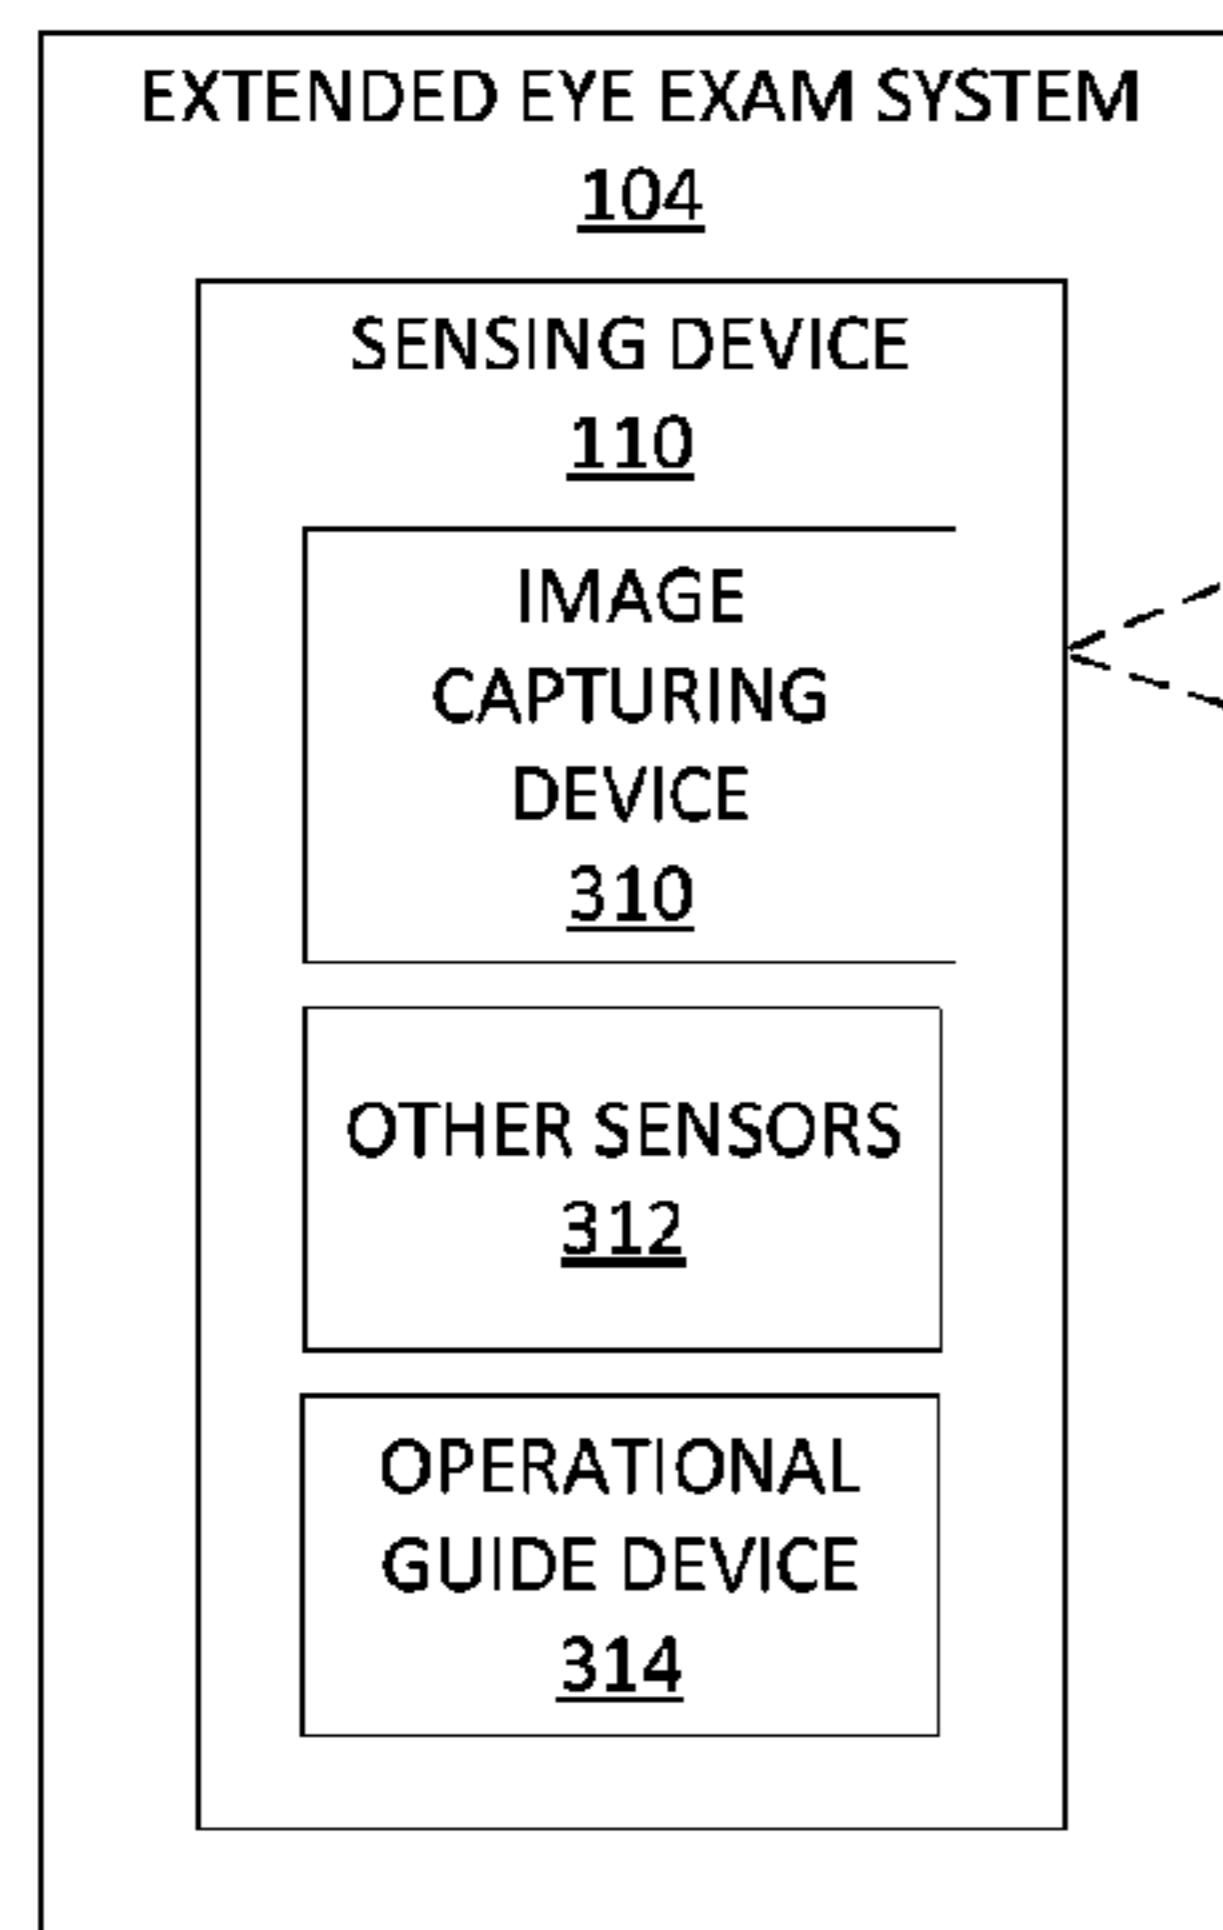 EXTENDED EYE EXAM SYSTEM
104
SENSING DEVICE
110
IMAGE
CAPTURING
DEVICE
310
OTHER SENSORS
312
OPERATIONAL
GUIDE DEVICE
314